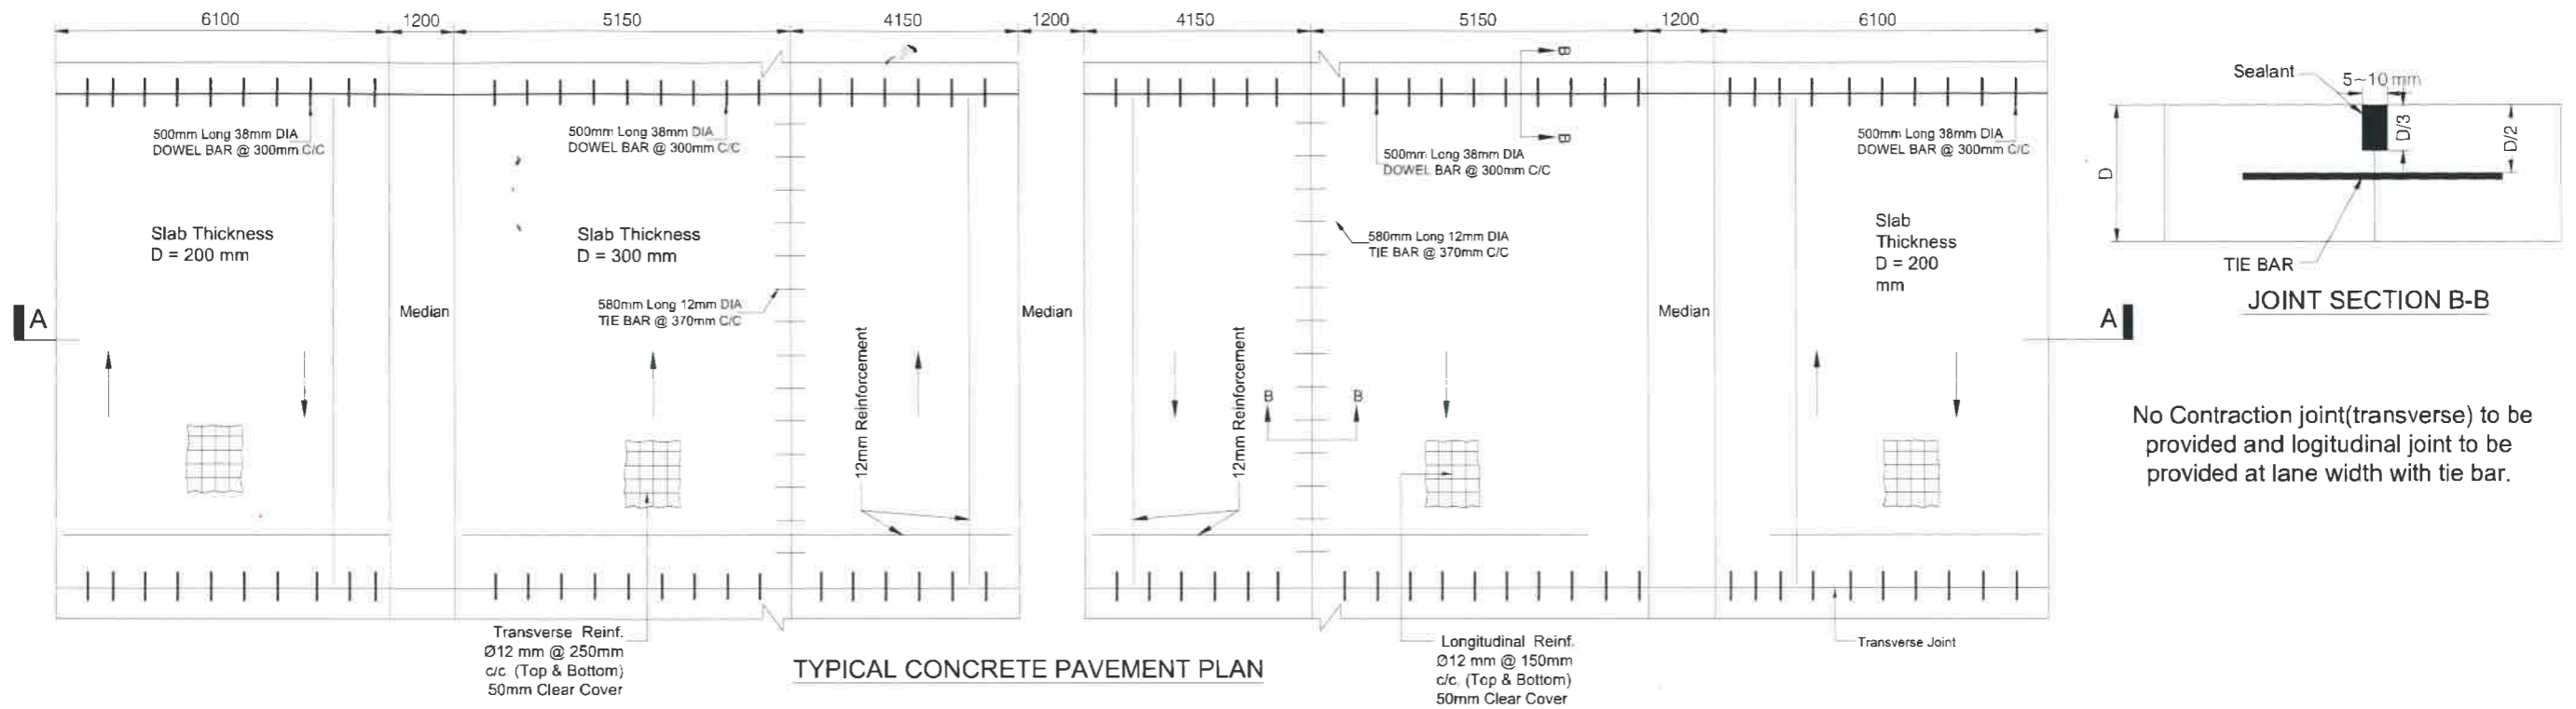 6100
1200
5150
4150
1200
4150
5150
1200
6100
B
B
500mm Long 38mm DIA
DOWEL BAR @ 300mm C/C
500mm Long 38mm DIA
DOWEL BAR @ 300mm C/C
500mm Long 38mm DIA
DOWEL BAR @ 300mm C/C
500mm Long 38mm DIA
DOWEL BAR @ 300mm C/C
Slab Thickness
D = 200 mm
Slab Thickness
D = 300 mm
580mm Long 12mm DIA
TIE BAR @ 370mm C/C
580mm Long 12mm DIA
TIE BAR @ 370mm C/C
Slab
Thickness
D = 200
mm
A
Median
Median
Median
A
12mm Reinforcement
12mm Reinforcement
B
B
Transverse Reinf.
Ø12 mm @ 250mm
c/c. (Top & Bottom)
50mm Clear Cover
TYPICAL CONCRETE PAVEMENT PLAN
Longitudinal Reinf.
Ø12 mm @ 150mm
c/c. (Top & Bottom)
50mm Clear Cover
Transverse Joint
Sealant
5~10 mm
D/3
D/2
D
TIE BAR
JOINT SECTION B-B
No Contraction joint(transverse) to be
provided and logitudinal joint to be
provided at lane width with tie bar.